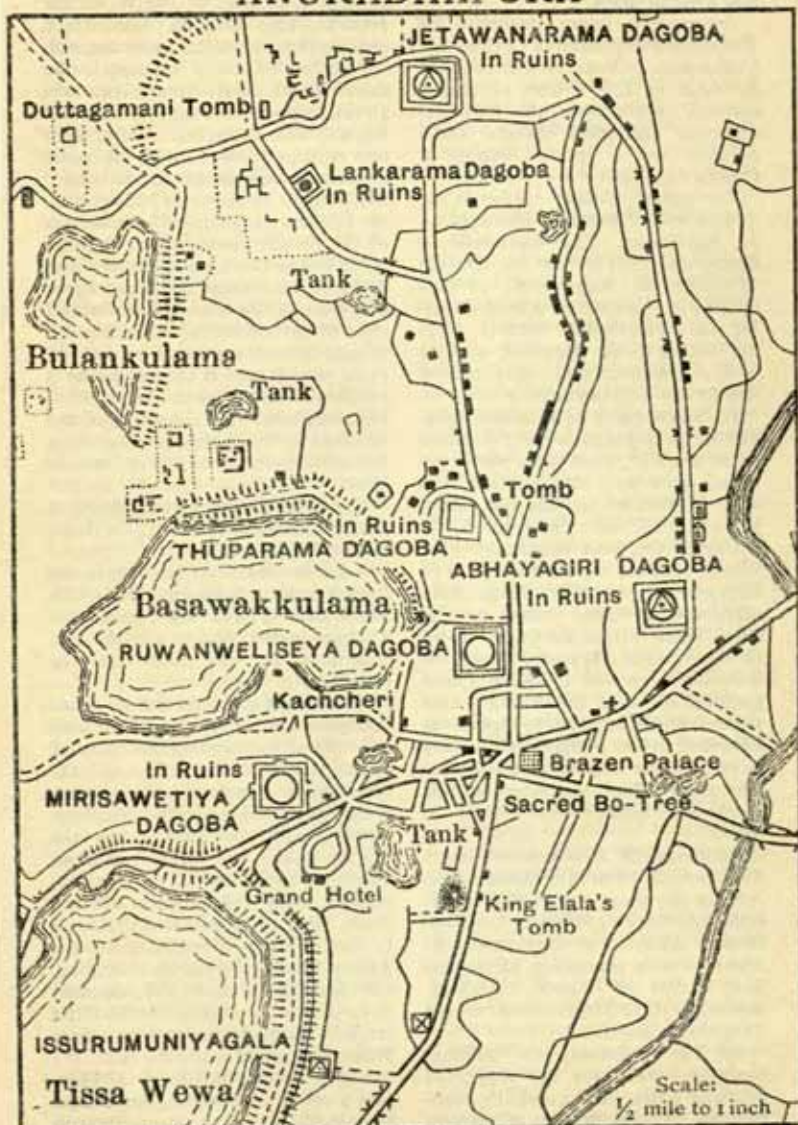 JETAWANARAMA DAGOBA
In Ruins
Duttagamani Tomb
Lankarama Dagoba
In Ruins
Tank
Bulankulama
Tank
Tomb
In Ruins
THUPARAMA DAGOBA
ABHAYAGIRI DAGOBA
In Ruins
Basawakkulama
RUWANWELISEYA DAGOBA
Kachcheri
In Ruins
MIRISAWETIYA
DAGOBA
Brazen Palace
Sacred Bo-Tree
Tank
Grand Hotel
King Elala's
Tomb
ISSURUMUNIYAGALA
Tissa Wewa
Scale:
½ mile to 1 inch